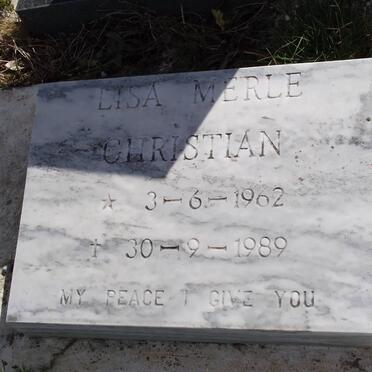 LISA MERLE
CHRISTIAN
* 3-6-1962
† 30-9-1989
MY PEACE I GIVE YOU